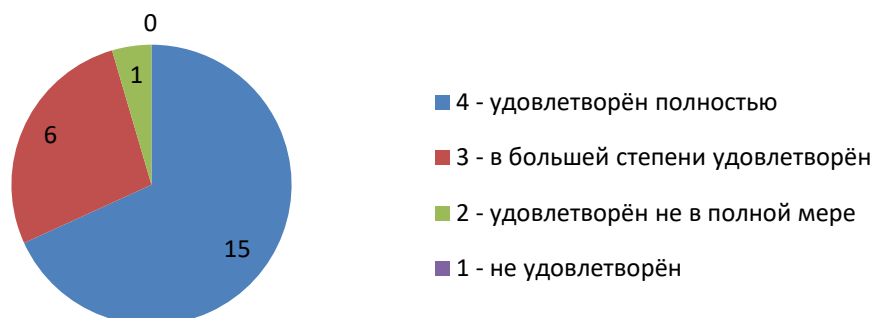 0
1
6
15
4 - удовлетворён полностью
3 - в большей степени удовлетворён
2 - удовлетворён не в полной мере
1 - не удовлетворён